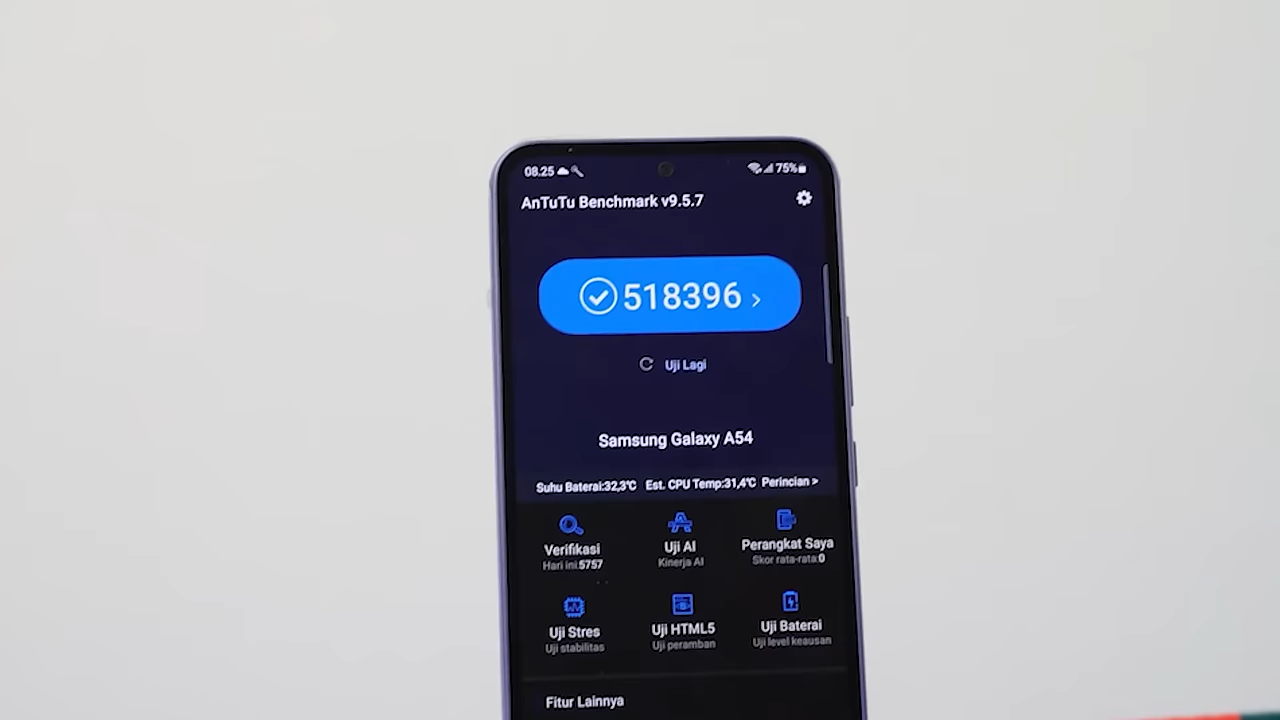 08.25 75%
AnTuTu Benchmark v9.5.7
518396 >
Uji Lagi
Samsung Galaxy A54
Suhu Baterai:32,3℃ Est. CPU Temp:31,4℃ Perincian >
Verifikasi
Hari ini:5757
Uji AI
Kinerja AI
Perangkat Saya
Skor rata-rata:0
Uji Stres
Uji stabilitas
Uji HTML5
Uji peramban
Uji Baterai
Uji level keausan
Fitur Lainnya